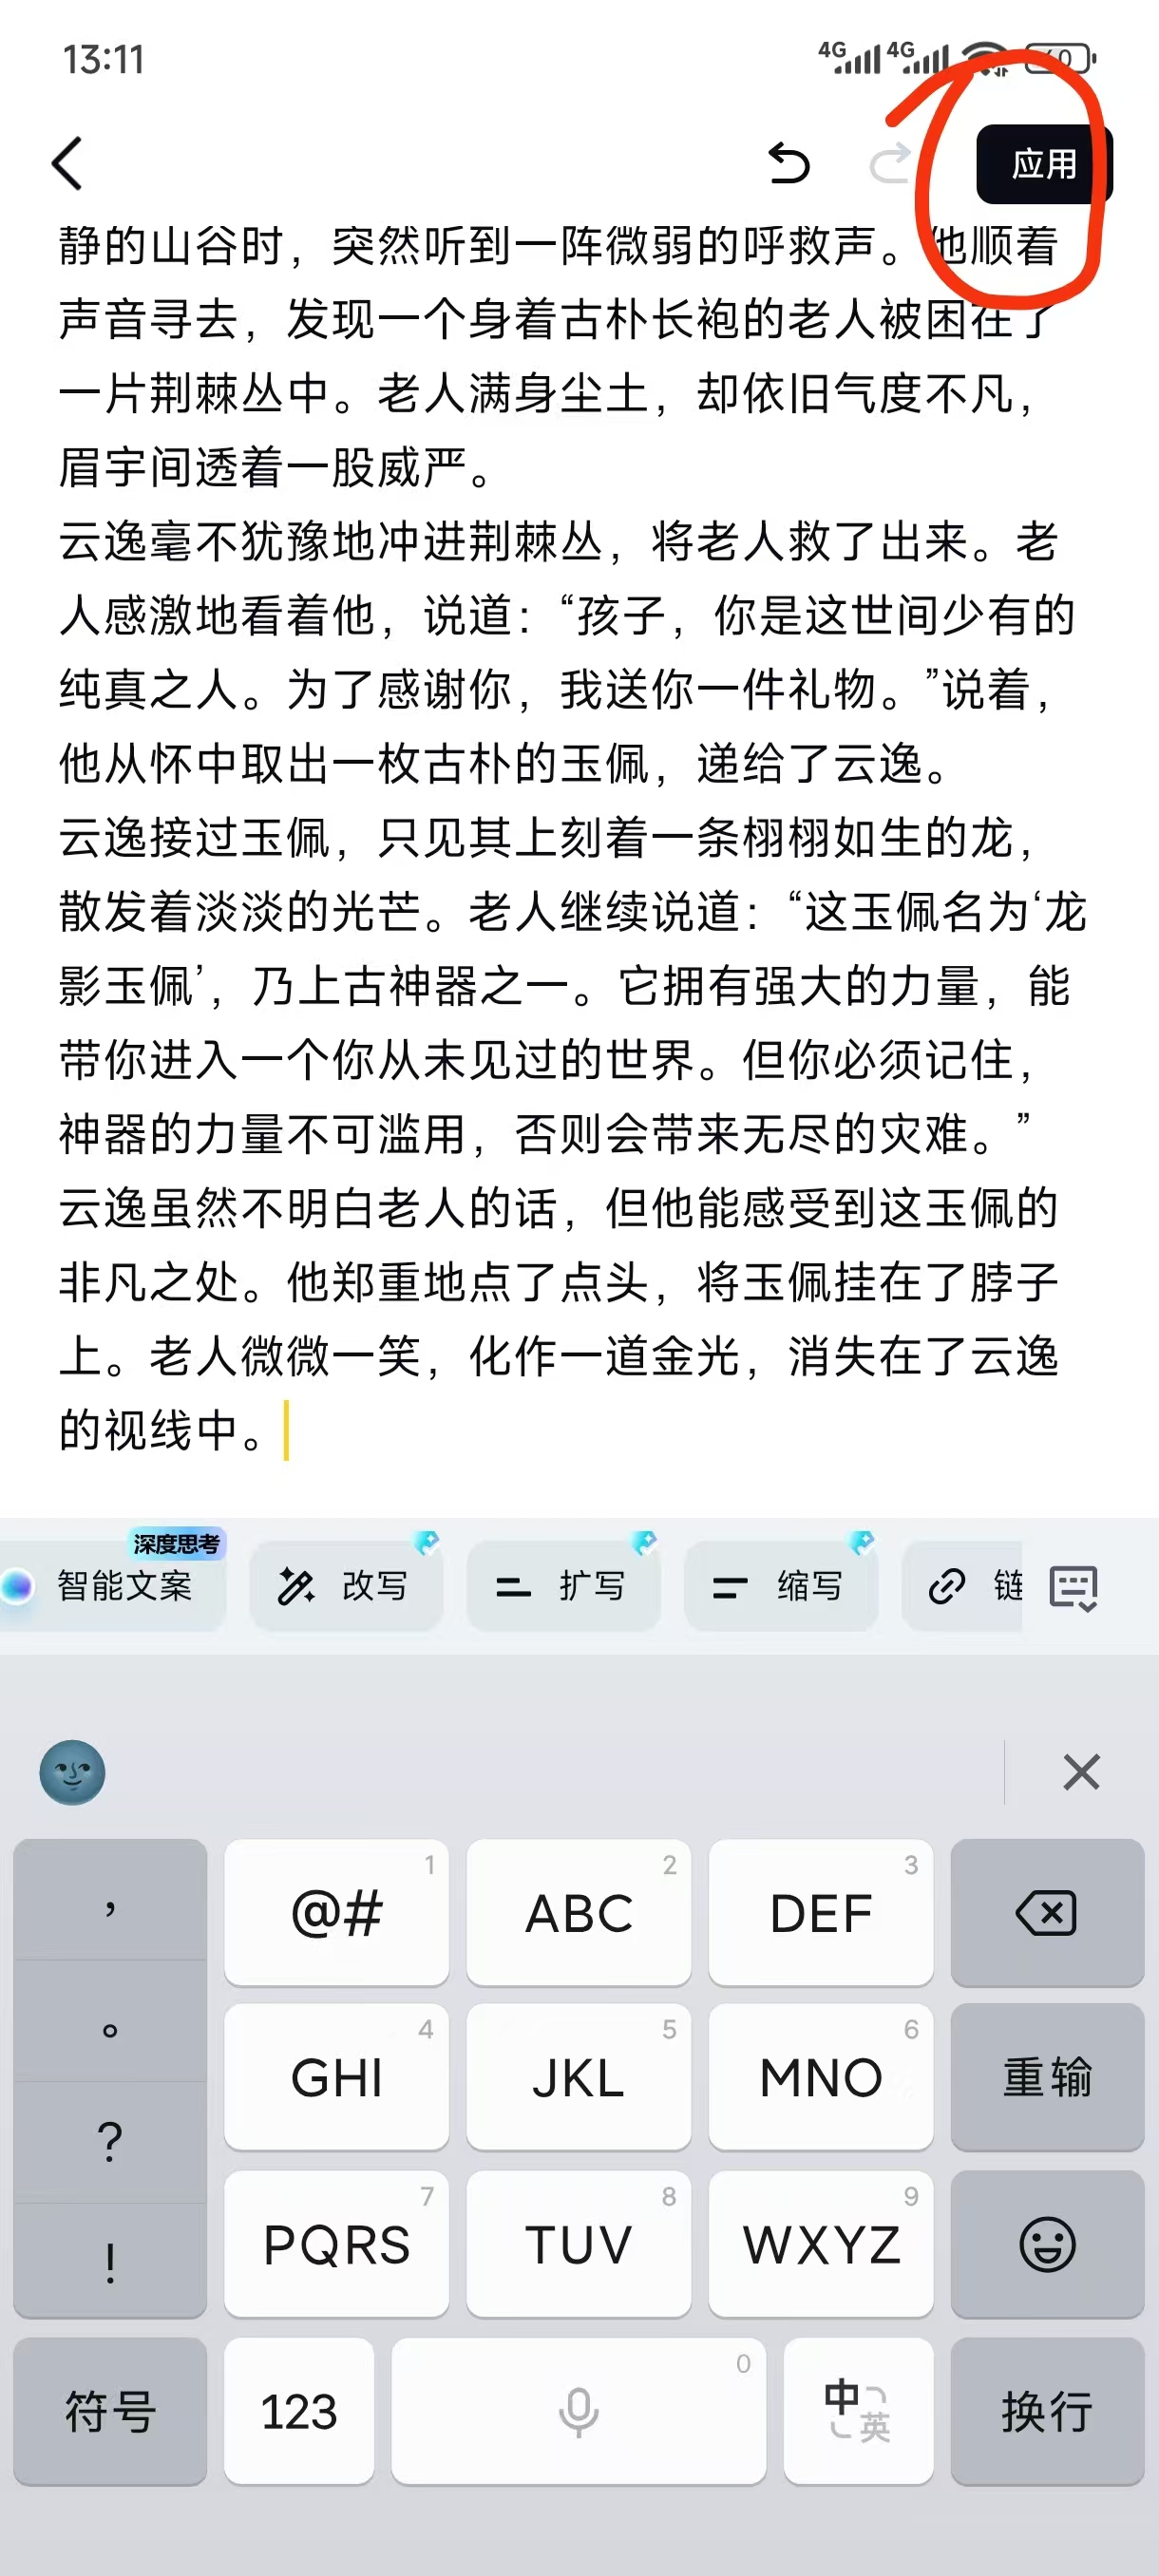 13:11
4G 4G 60
应用
静的山谷时，突然听到一阵微弱的呼救声。他顺着
声音寻去，发现一个身着古朴长袍的老人被困在了
一片荆棘丛中。老人满身尘土，却依旧气度不凡，
眉宇间透着一股威严。
云逸毫不犹豫地冲进荆棘丛，将老人救了出来。老
人感激地看着他，说道：“孩子，你是这世间少有的
纯真之人。为了感谢你，我送你一件礼物。”说着，
他从怀中取出一枚古朴的玉佩，递给了云逸。
云逸接过玉佩，只见其上刻着一条栩栩如生的龙，
散发着淡淡的光芒。老人继续说道：“这玉佩名为‘龙
影玉佩’，乃上古神器之一。它拥有强大的力量，能
带你进入一个你从未见过的世界。但你必须记住，
神器的力量不可滥用，否则会带来无尽的灾难。”
云逸虽然不明白老人的话，但他能感受到这玉佩的
非凡之处。他郑重地点了点头，将玉佩挂在了脖子
上。老人微微一笑，化作一道金光，消失在了云逸
的视线中。
深度思考
智能文案 改写 扩写 缩写 链
， @# 1 ABC 2 DEF 3
。 GHI 4 JKL 5 MNO 6 重输
？ PQRS 7 TUV 8 WXYZ 9
！
符号 123 0 中 英 换行